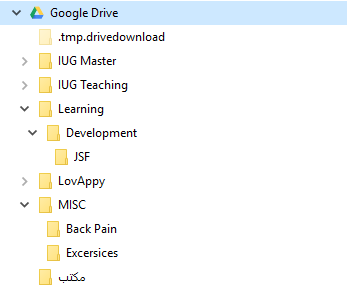 Google Drive
.tmp.drivedownload
IUG Master
IUG Teaching
Learning
Development
JSF
LovAppy
MISC
Back Pain
Excersices
مكتب